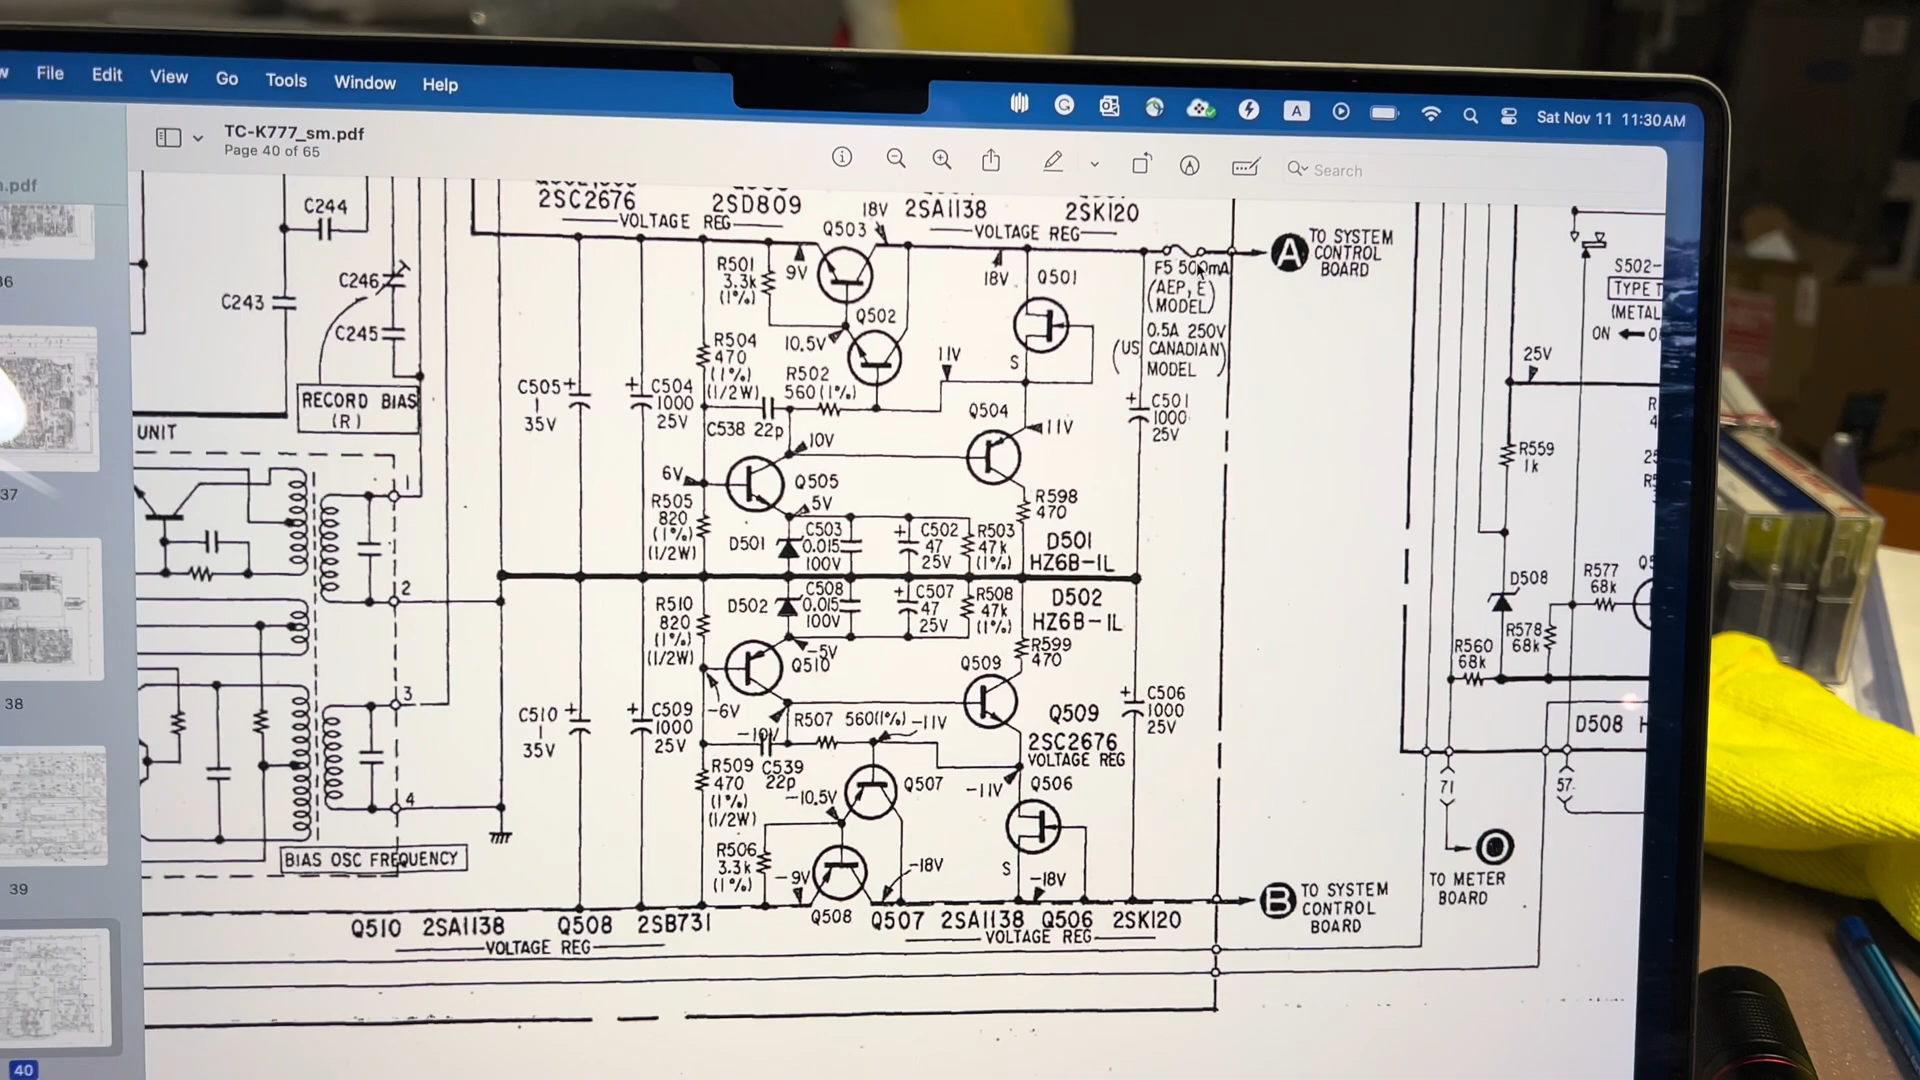 File Edit View Go Tools Window Help
A
Sat Nov 11 11:30 AM
TC-K777_sm.pdf
Page 40 of 65
Search
m.pdf
36
37
38
39
40
2SC2676
2SD809
VOLTAGE REG
Q503
18V
2SA1138
2SK120
VOLTAGE REG
A
TO SYSTEM
CONTROL
BOARD
C244
C246
C243
C245
RECORD BIAS
(R)
UNIT
R501
3.3k
(1%)
9V
18V
Q501
F5 500mA
(AEP, E
MODEL)
0.5A 250V
(US, CANADIAN
MODEL)
Q502
10.5V
R504
470
(1%)
(1/2W)
R502
560 (1%)
11V
S
C505
35V
C504
1000
25V
C538 22p
Q504
11V
C501
1000
25V
10V
6V
Q505
5V
R505
820
(1%)
(1/2W)
D501
C503
0.015
100V
C502
47
25V
R503
47k
(1%)
R598
470
D501
HZ6B-1L
R510
820
(1%)
(1/2W)
D502
C508
0.015
100V
C507
47
25V
R508
47k
(1%)
D502
HZ6B-1L
R599
470
-5V
Q510
Q509
-6V
C510
35V
C509
1000
25V
R507 560(1%)
-11V
-10V
Q509
2SC2676
VOLTAGE REG
C506
1000
25V
R509
470
(1%)
(1/2W)
C539
22p
Q507
-10.5V
-11V
Q506
R506
3.3k
(1%)
-9V
-18V
S
-18V
Q508
Q510 2SA1138 Q508 2SB731
VOLTAGE REG
Q507 2SA1138 Q506 2SK120
VOLTAGE REG
B
TO SYSTEM
CONTROL
BOARD
1
2
3
4
BIAS OSC FREQUENCY
S502-
TYPE
(METAL
ON
25V
R559
1k
D508
R577
68k
R578
68k
R560
68k
D508
71
57
O
TO METER
BOARD